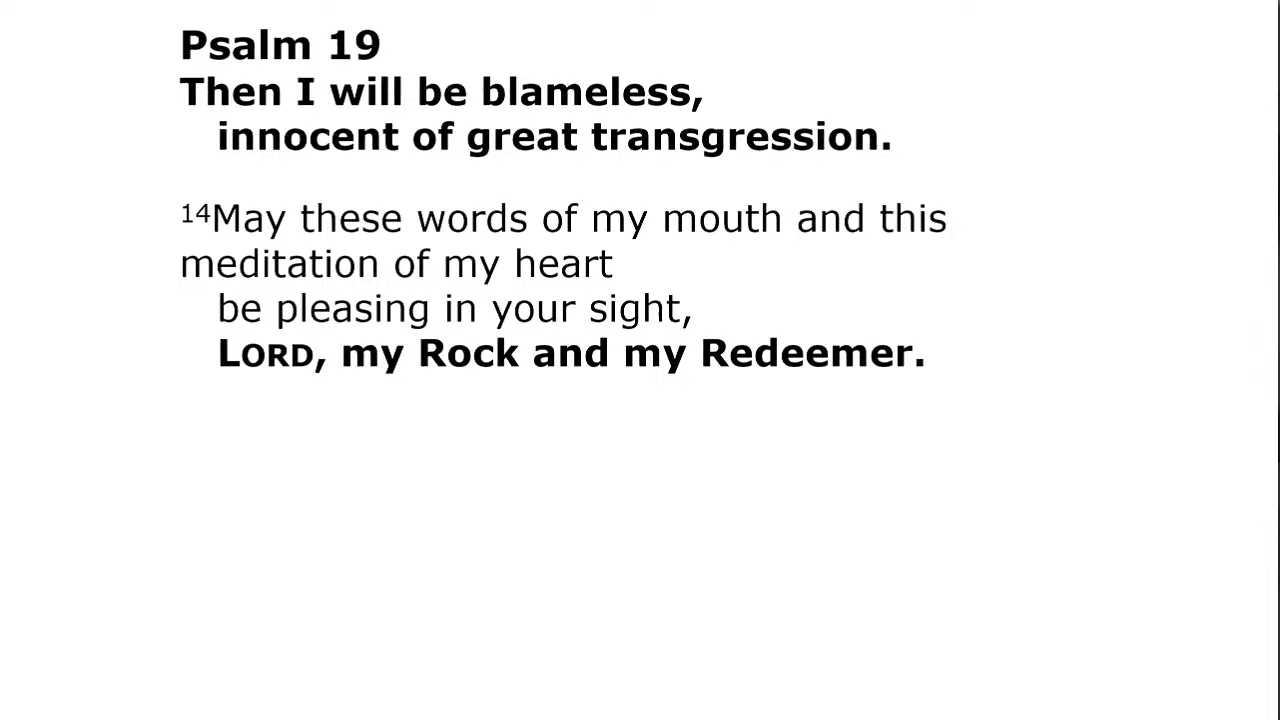 Psalm 19
Then I will be blameless,
innocent of great transgression.
14May these words of my mouth and this
meditation of my heart
be pleasing in your sight,
LORD, my Rock and my Redeemer.